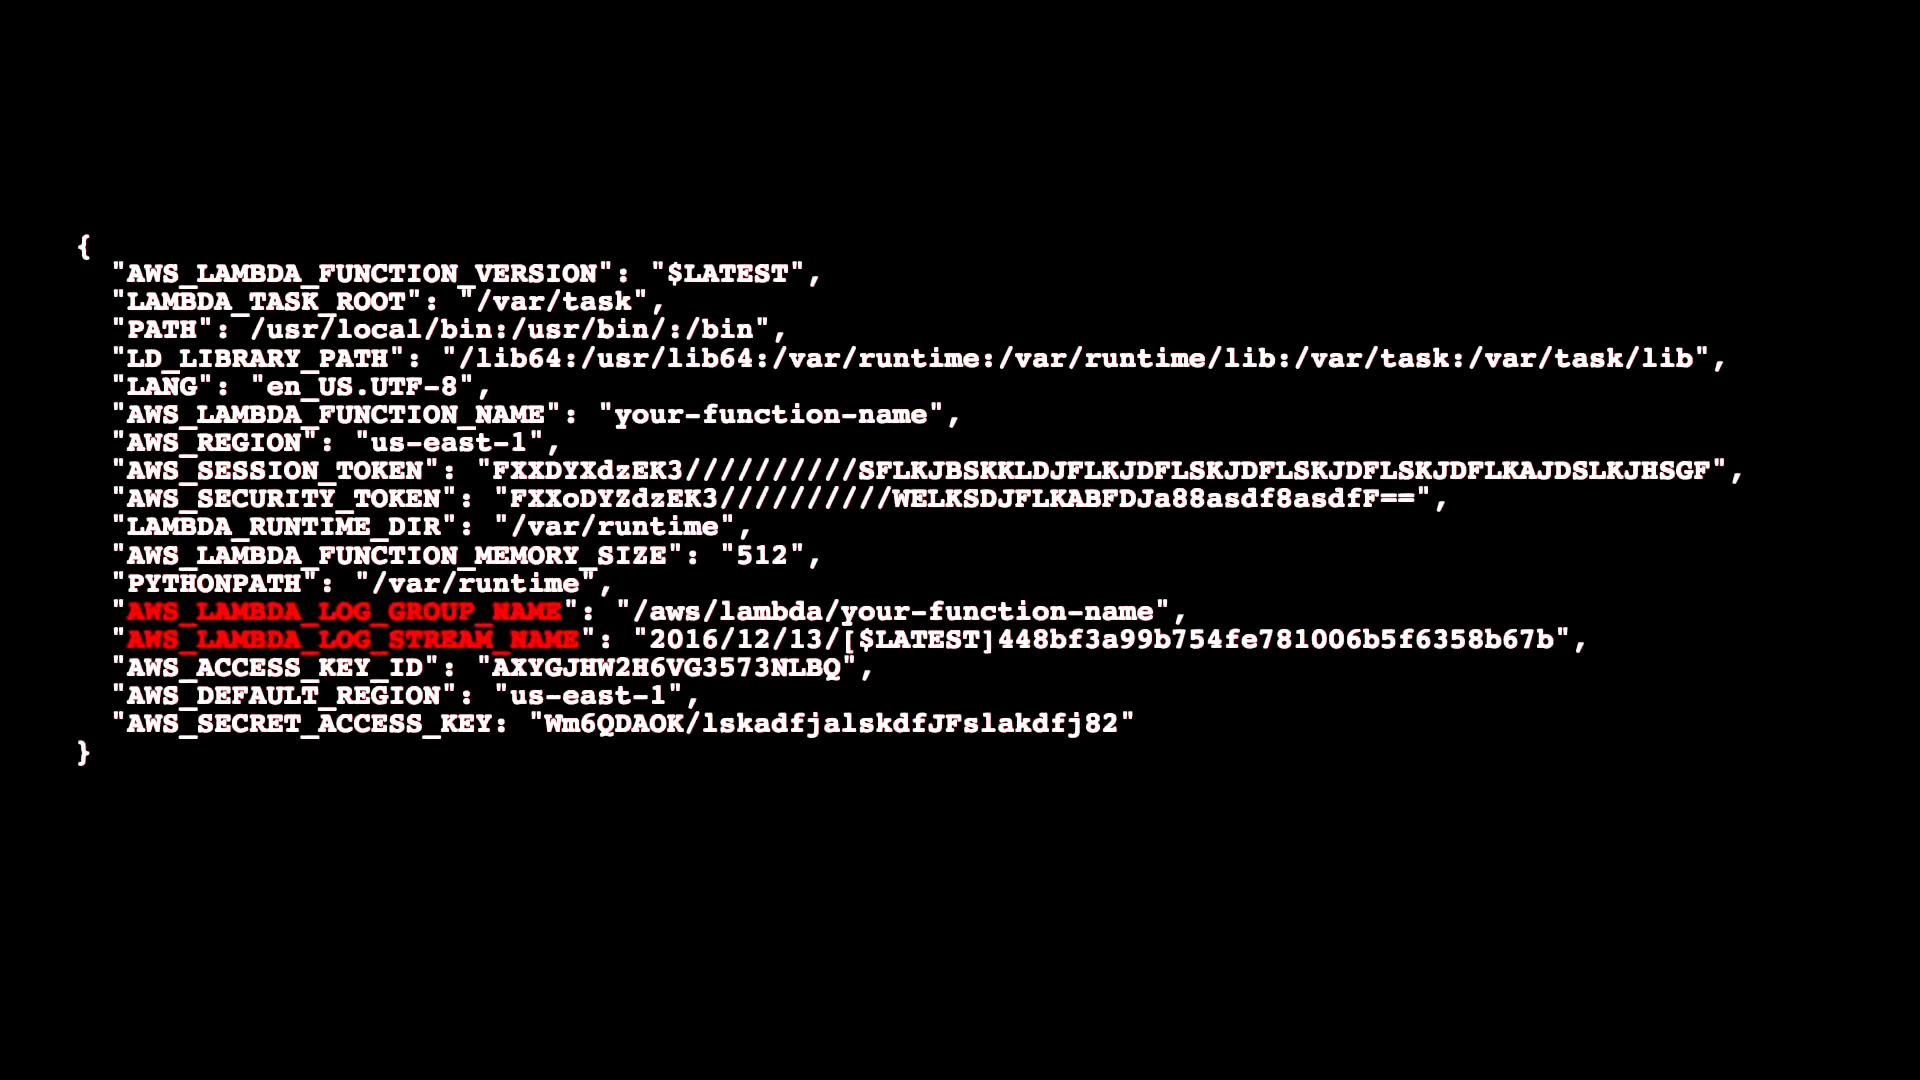 {
"AWS_LAMBDA_FUNCTION_VERSION": "$LATEST",
"LAMBDA_TASK_ROOT": "/var/task",
"PATH": /usr/local/bin:/usr/bin/:/bin",
"LD_LIBRARY_PATH": "/lib64:/usr/lib64:/var/runtime:/var/runtime/lib:/var/task:/var/task/lib",
"LANG": "en_US.UTF-8",
"AWS_LAMBDA_FUNCTION_NAME": "your-function-name",
"AWS_REGION": "us-east-1",
"AWS_SESSION_TOKEN": "FXXDYXdzEK3//////////SFLKJBSKKLDJFLKJDFLSKJDFLSKJDFLSKJDFLKAJDSLKJHSGF",
"AWS_SECURITY_TOKEN": "FXXoDYZdzEK3//////////WELKSDJFLKABFDJa88asdf8asdfF==",
"LAMBDA_RUNTIME_DIR": "/var/runtime",
"AWS_LAMBDA_FUNCTION_MEMORY_SIZE": "512",
"PYTHONPATH": "/var/runtime",
"AWS_LAMBDA_LOG_GROUP_NAME": "/aws/lambda/your-function-name",
"AWS_LAMBDA_LOG_STREAM_NAME": "2016/12/13/[$LATEST]448bf3a99b754fe781006b5f6358b67b",
"AWS_ACCESS_KEY_ID": "AXYGJHW2H6VG3573NLBQ",
"AWS_DEFAULT_REGION": "us-east-1",
"AWS_SECRET_ACCESS_KEY: "Wm6QDAOK/lskadfjalskdfJFslakdfj82"
}